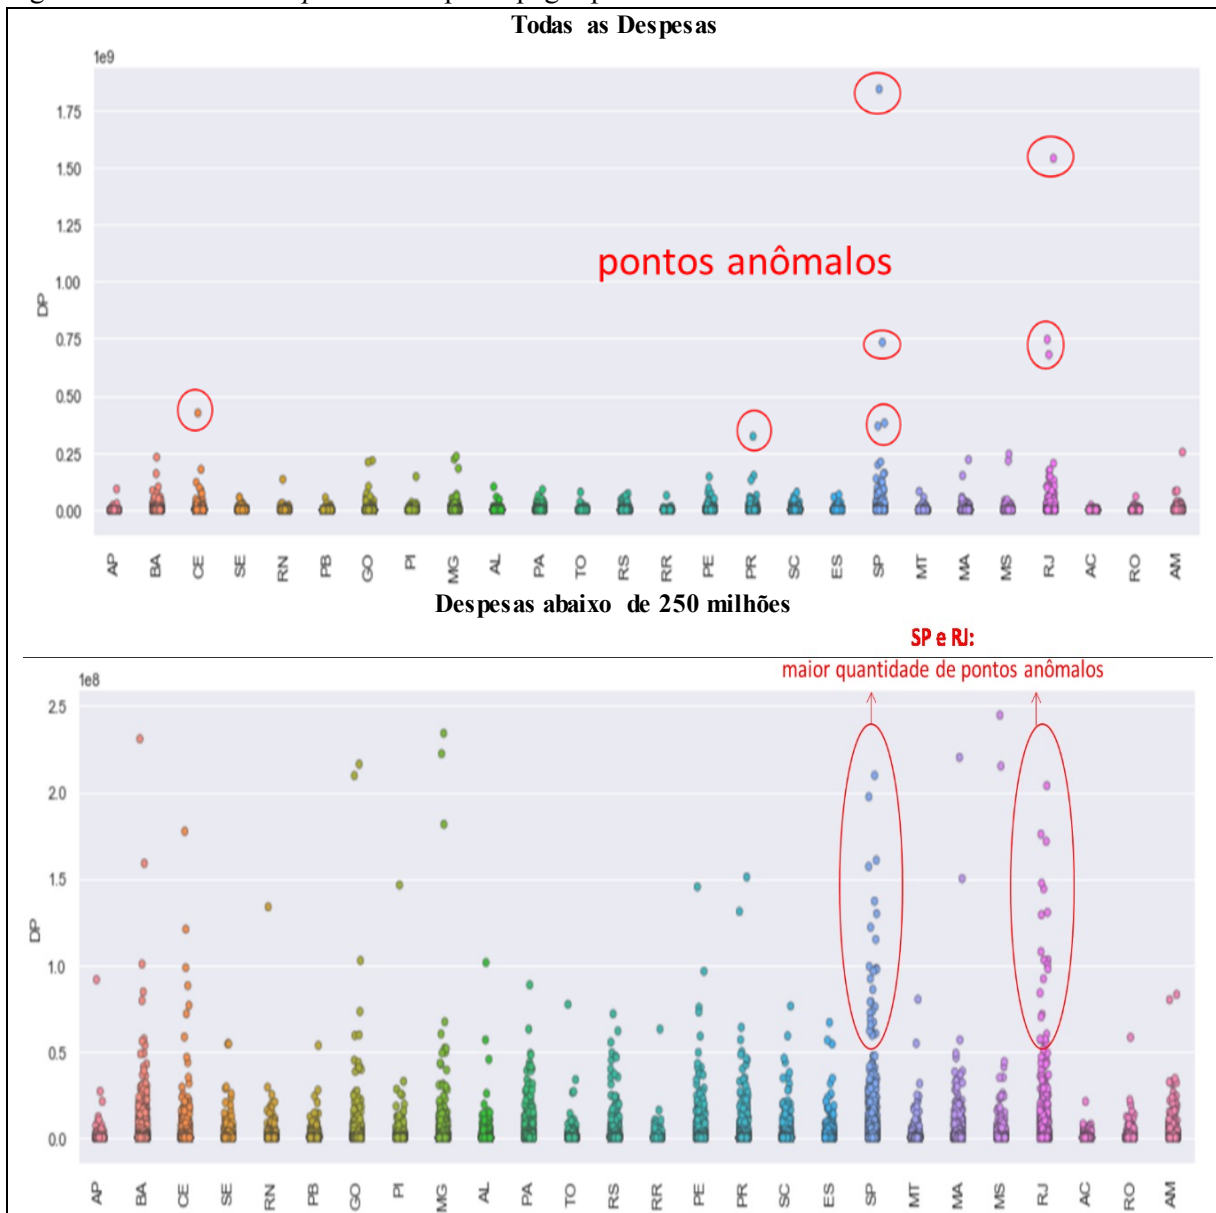 Todas as Despesas
1e9
1.75
1.50
1.25
pontos anômalos
1.00
DP
0.75
0.50
0.25
0.00
AP BA CE SE RN PB GO PI MG AL PA TO RS RR PE PR SC ES SP MT MA MS RJ AC RO AM
Despesas abaixo de 250 milhões
SP e RJ:
maior quantidade de pontos anômalos
1e8
2.5
2.0
1.5
DP
1.0
0.5
0.0
AP BA CE SE RN PB GO PI MG AL PA TO RS RR PE PR SC ES SP MT MA MS RJ AC RO AM